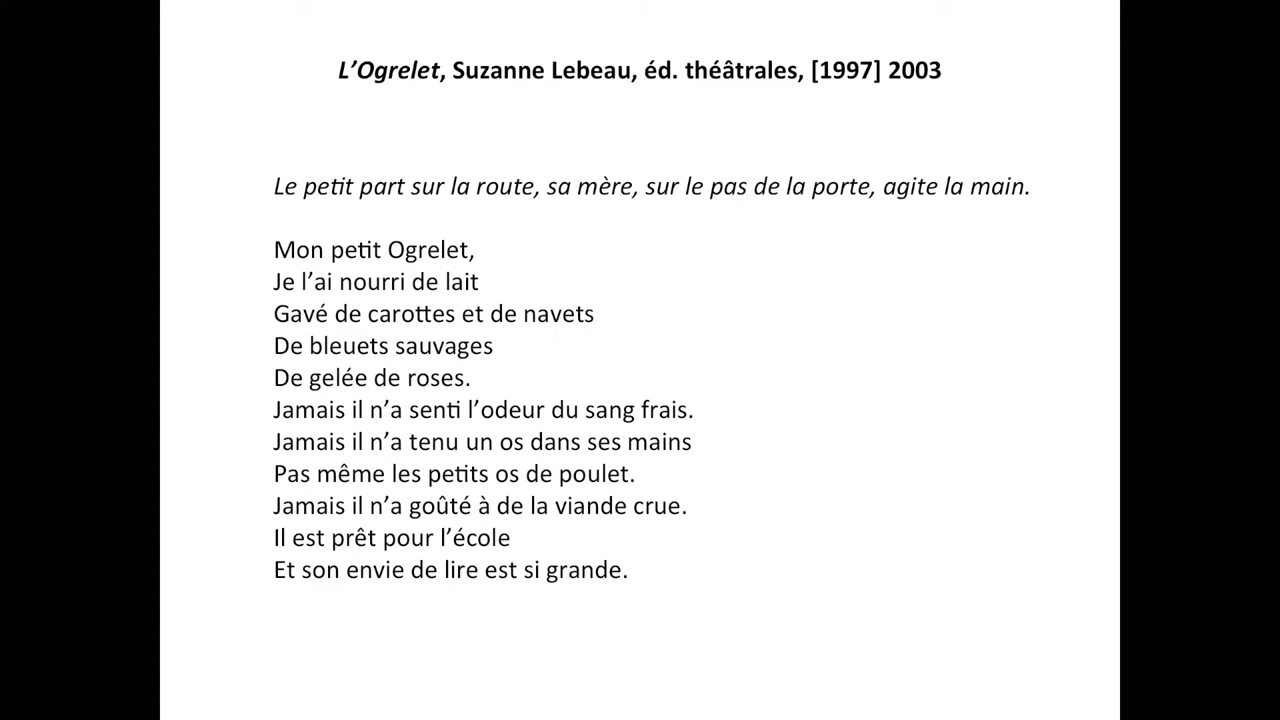 L’Ogrelet, Suzanne Lebeau, éd. théâtrales, [1997] 2003
Le petit part sur la route, sa mère, sur le pas de la porte, agite la main.
Mon petit Ogrelet,
Je l’ai nourri de lait
Gavé de carottes et de navets
De bleuets sauvages
De gelée de roses.
Jamais il n’a senti l’odeur du sang frais.
Jamais il n’a tenu un os dans ses mains
Pas même les petits os de poulet.
Jamais il n’a goûté à de la viande crue.
Il est prêt pour l’école
Et son envie de lire est si grande.